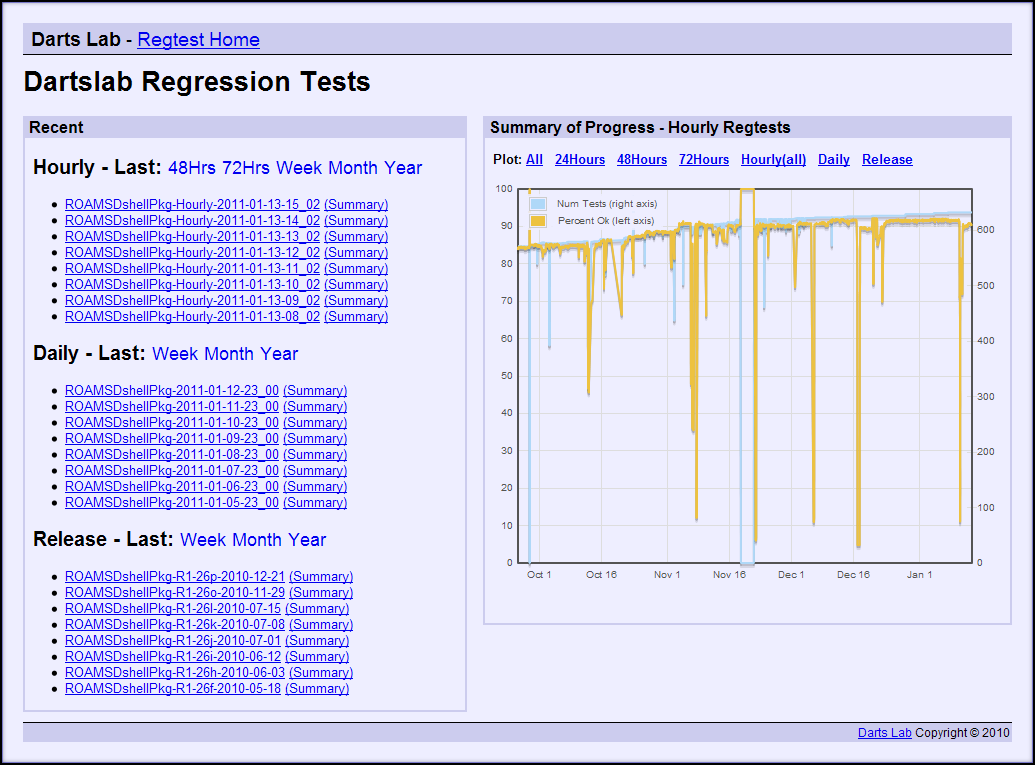 Darts Lab - Regtest Home
Dartslab Regression Tests
Recent
Hourly - Last: 48Hrs 72Hrs Week Month Year
ROAMSDshellPkg-Hourly-2011-01-13-15_02 (Summary)
ROAMSDshellPkg-Hourly-2011-01-13-14_02 (Summary)
ROAMSDshellPkg-Hourly-2011-01-13-13_02 (Summary)
ROAMSDshellPkg-Hourly-2011-01-13-12_02 (Summary)
ROAMSDshellPkg-Hourly-2011-01-13-11_02 (Summary)
ROAMSDshellPkg-Hourly-2011-01-13-10_02 (Summary)
ROAMSDshellPkg-Hourly-2011-01-13-09_02 (Summary)
ROAMSDshellPkg-Hourly-2011-01-13-08_02 (Summary)
Daily - Last: Week Month Year
ROAMSDshellPkg-2011-01-12-23_00 (Summary)
ROAMSDshellPkg-2011-01-11-23_00 (Summary)
ROAMSDshellPkg-2011-01-10-23_00 (Summary)
ROAMSDshellPkg-2011-01-09-23_00 (Summary)
ROAMSDshellPkg-2011-01-08-23_00 (Summary)
ROAMSDshellPkg-2011-01-07-23_00 (Summary)
ROAMSDshellPkg-2011-01-06-23_00 (Summary)
ROAMSDshellPkg-2011-01-05-23_00 (Summary)
Release - Last: Week Month Year
ROAMSDshellPkg-R1-26p-2010-12-21 (Summary)
ROAMSDshellPkg-R1-26o-2010-11-29 (Summary)
ROAMSDshellPkg-R1-26l-2010-07-15 (Summary)
ROAMSDshellPkg-R1-26k-2010-07-08 (Summary)
ROAMSDshellPkg-R1-26j-2010-07-01 (Summary)
ROAMSDshellPkg-R1-26i-2010-06-12 (Summary)
ROAMSDshellPkg-R1-26h-2010-06-03 (Summary)
ROAMSDshellPkg-R1-26f-2010-05-18 (Summary)
Summary of Progress - Hourly Regtests
Plot: All 24Hours 48Hours 72Hours Hourly(all) Daily Release
Num Tests (right axis)
Percent Ok (left axis)
100
90
80
70
60
50
40
30
20
10
0
600
500
400
300
200
100
0
Oct 1 Oct 16 Nov 1 Nov 16 Dec 1 Dec 16 Jan 1
Darts Lab Copyright © 2010